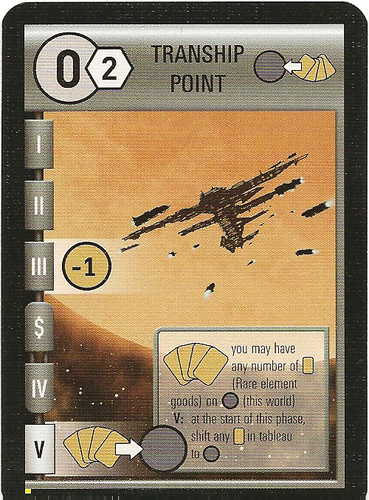 0 2 TRANSHIP
POINT
I
II
III -1
$
IV
V
you may have
any number of
(Rare element
goods) on (this world)
V: at the start of this phase,
shift any in tableau
to